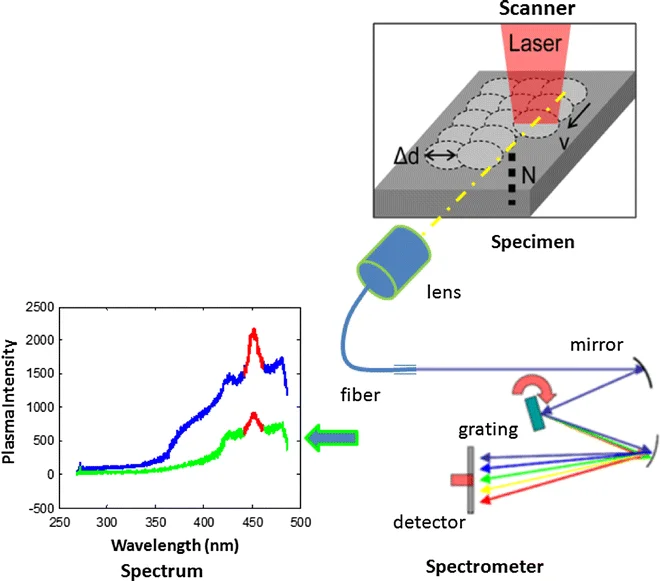 Scanner
Laser
Δd
v
N
Specimen
lens
fiber
mirror
grating
detector
Spectrometer
2500
2000
1500
1000
500
0
-500
250 300 350 400 450 500
Plasmal Intensity
Wavelength (nm)
Spectrum